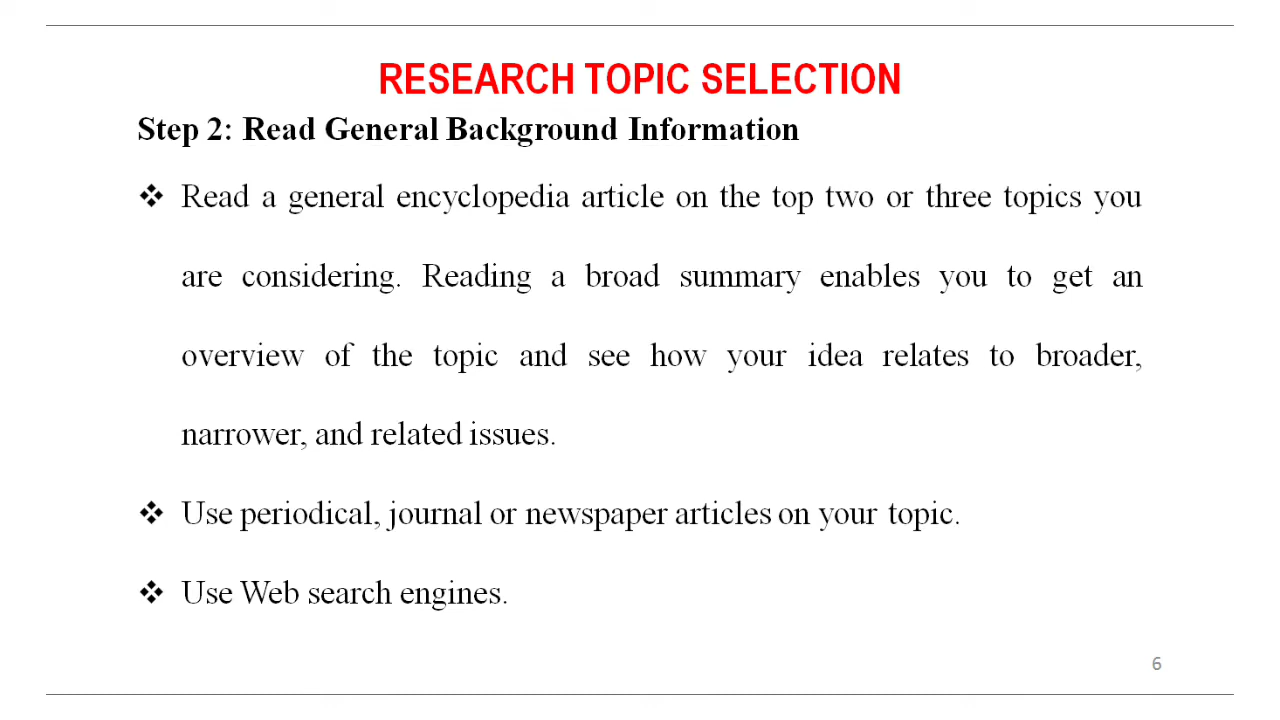 RESEARCH TOPIC SELECTION
Step 2: Read General Background Information
❖ Read a general encyclopedia article on the top two or three topics you
are considering. Reading a broad summary enables you to get an
overview of the topic and see how your idea relates to broader,
narrower, and related issues.
❖ Use periodical, journal or newspaper articles on your topic.
❖ Use Web search engines.
6